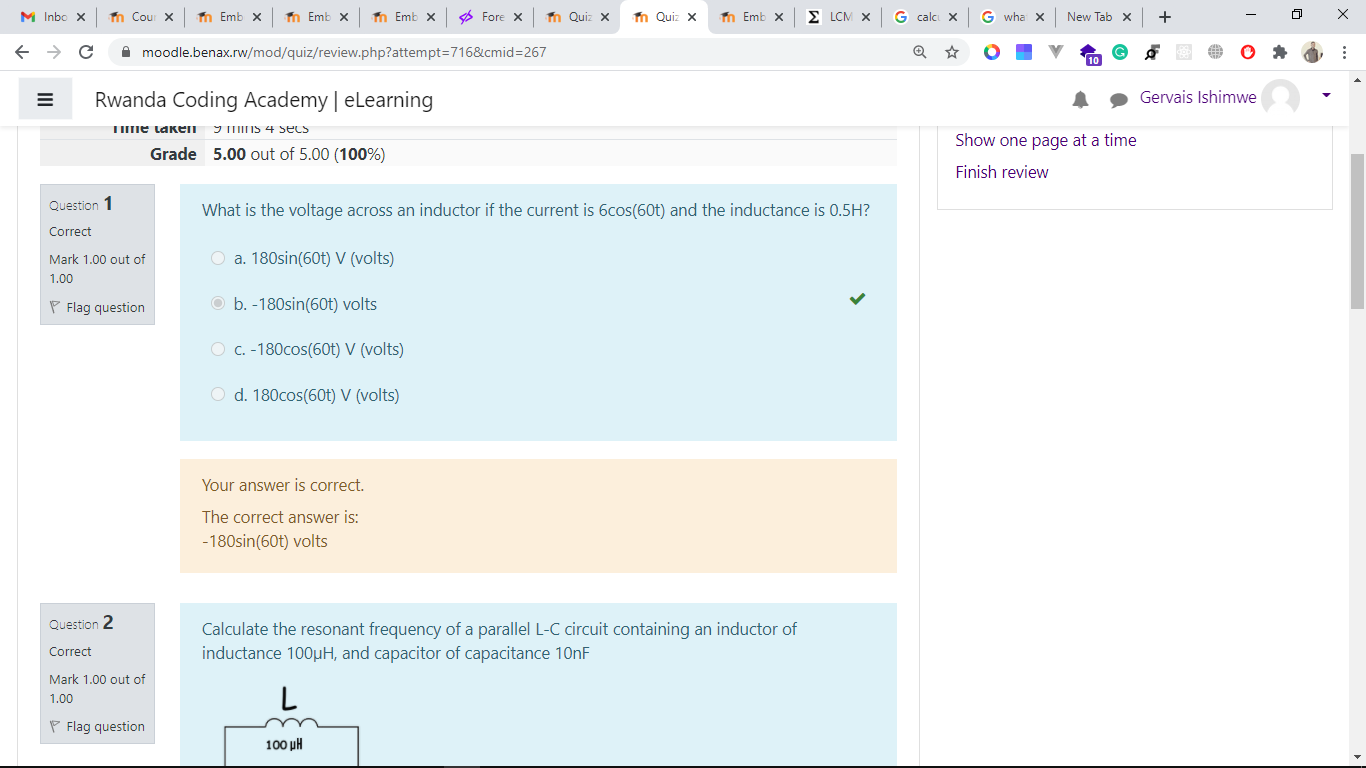 Inbo
Cour
Emb
Emb
Emb
Fore
Quiz
Quiz
Emb
LCM
calcu
what
New Tab
moodle.benax.rw/mod/quiz/review.php?attempt=716&cmid=267
10
Rwanda Coding Academy | eLearning
Gervais Ishimwe
Time taken 9 mins 4 secs
Grade 5.00 out of 5.00 (100%)
Show one page at a time
Finish review
Question 1
Correct
Mark 1.00 out of
1.00
Flag question
What is the voltage across an inductor if the current is 6cos(60t) and the inductance is 0.5H?
a. 180sin(60t) V (volts)
b. -180sin(60t) volts
c. -180cos(60t) V (volts)
d. 180cos(60t) V (volts)
Your answer is correct.
The correct answer is:
-180sin(60t) volts
Question 2
Correct
Mark 1.00 out of
1.00
Flag question
Calculate the resonant frequency of a parallel L-C circuit containing an inductor of
inductance 100µH, and capacitor of capacitance 10nF
L
100 µH